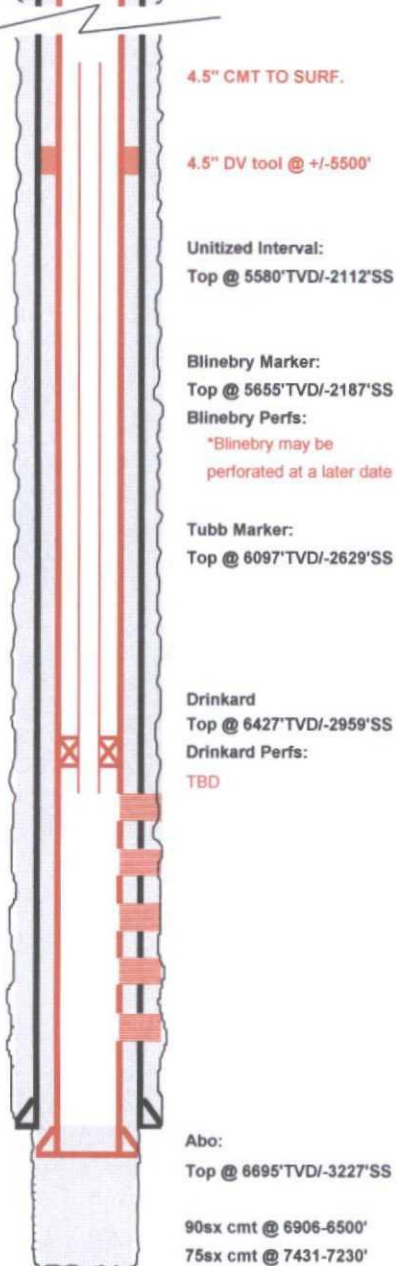 4.5" CMT TO SURF.
4.5" DV tool @ +/-5500'
Unitized Interval:
Top @ 5580'TVD/-2112'SS
Blinebry Marker:
Top @ 5655'TVD/-2187'SS
Blinebry Perfs:
*Blinebry may be
perforated at a later date
Tubb Marker:
Top @ 6097'TVD/-2629'SS
Drinkard
Top @ 6427'TVD/-2959'SS
Drinkard Perfs:
TBD
Abo:
Top @ 6695'TVD/-3227'SS
90sx cmt @ 6906-6500'
75sx cmt @ 7431-7230'